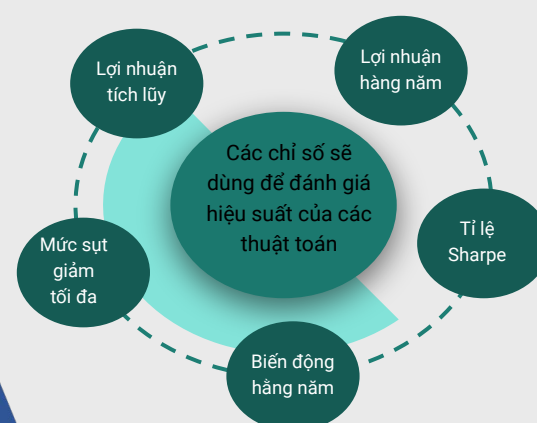 Lợi nhuận
tích lũy
Lợi nhuận
hàng năm
Các chỉ số sẽ
dùng để đánh giá
hiệu suất của các
thuật toán
Mức sụt
giảm
tối đa
Tỉ lệ
Sharpe
Biến động
hằng năm